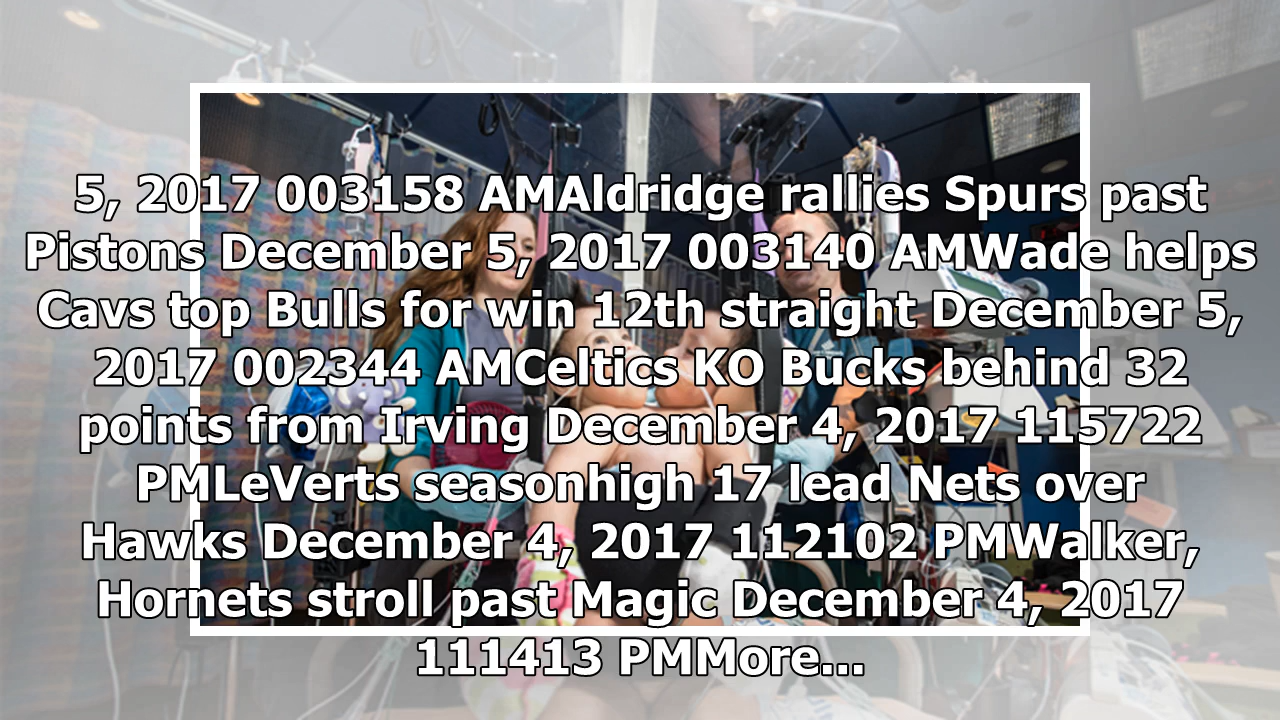 5, 2017 003158 AMAldridge rallies Spurs past
Pistons December 5, 2017 003140 AMWade helps
Cavs top Bulls for win 12th straight December 5,
2017 002344 AMCeltics KO Bucks behind 32
points from Irving December 4, 2017 115722
PMLeVerts seasonhigh 17 lead Nets over
Hawks December 4, 2017 112102 PMWalker,
Hornets stroll past Magic December 4, 2017
111413 PMMore...